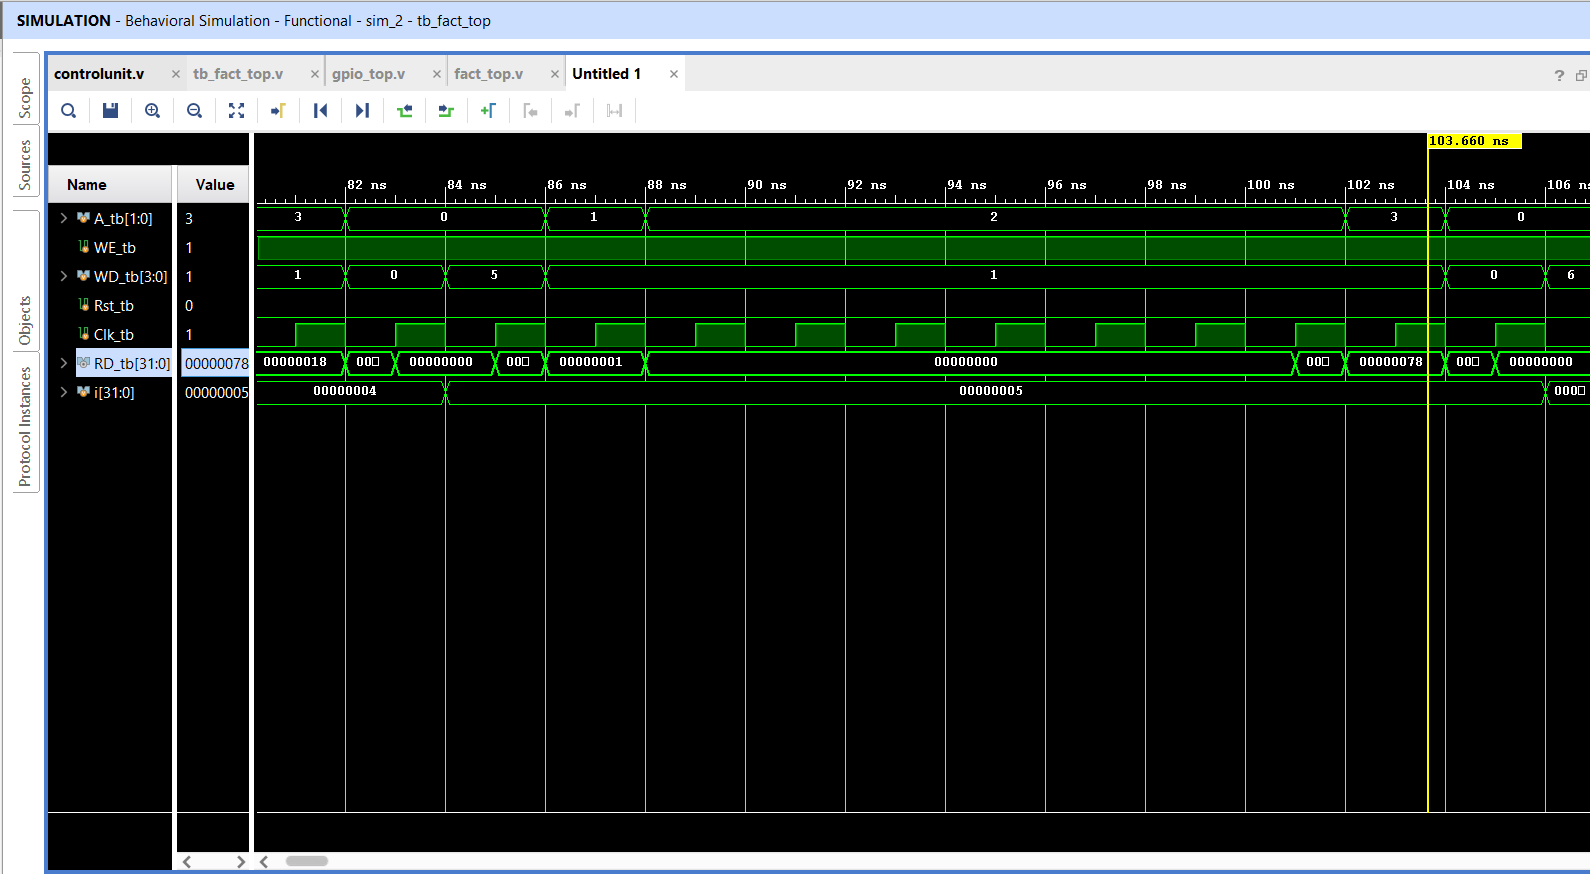 SIMULATION - Behavioral Simulation - Functional - sim_2 - tb_fact_top
Scope
Sources
Objects
Protocol Instances
controlunit.v × tb_fact_top.v × gpio_top.v × fact_top.v × Untitled 1 ×
?
103.660 ns
82 ns 84 ns 86 ns 88 ns 90 ns 92 ns 94 ns 96 ns 98 ns 100 ns 102 ns 104 ns 106 n
Name Value
A_tb[1:0] 3 3 0 1 2 3 0
WE_tb 1
WD_tb[3:0] 1 1 0 5 1 0 6
Rst_tb 0
Clk_tb 1
RD_tb[31:0] 00000078 00000018 00□ 00000000 00□ 00000001 00000000 00□ 00000078 00□ 00000000
i[31:0] 00000005 00000004 00000005 000□